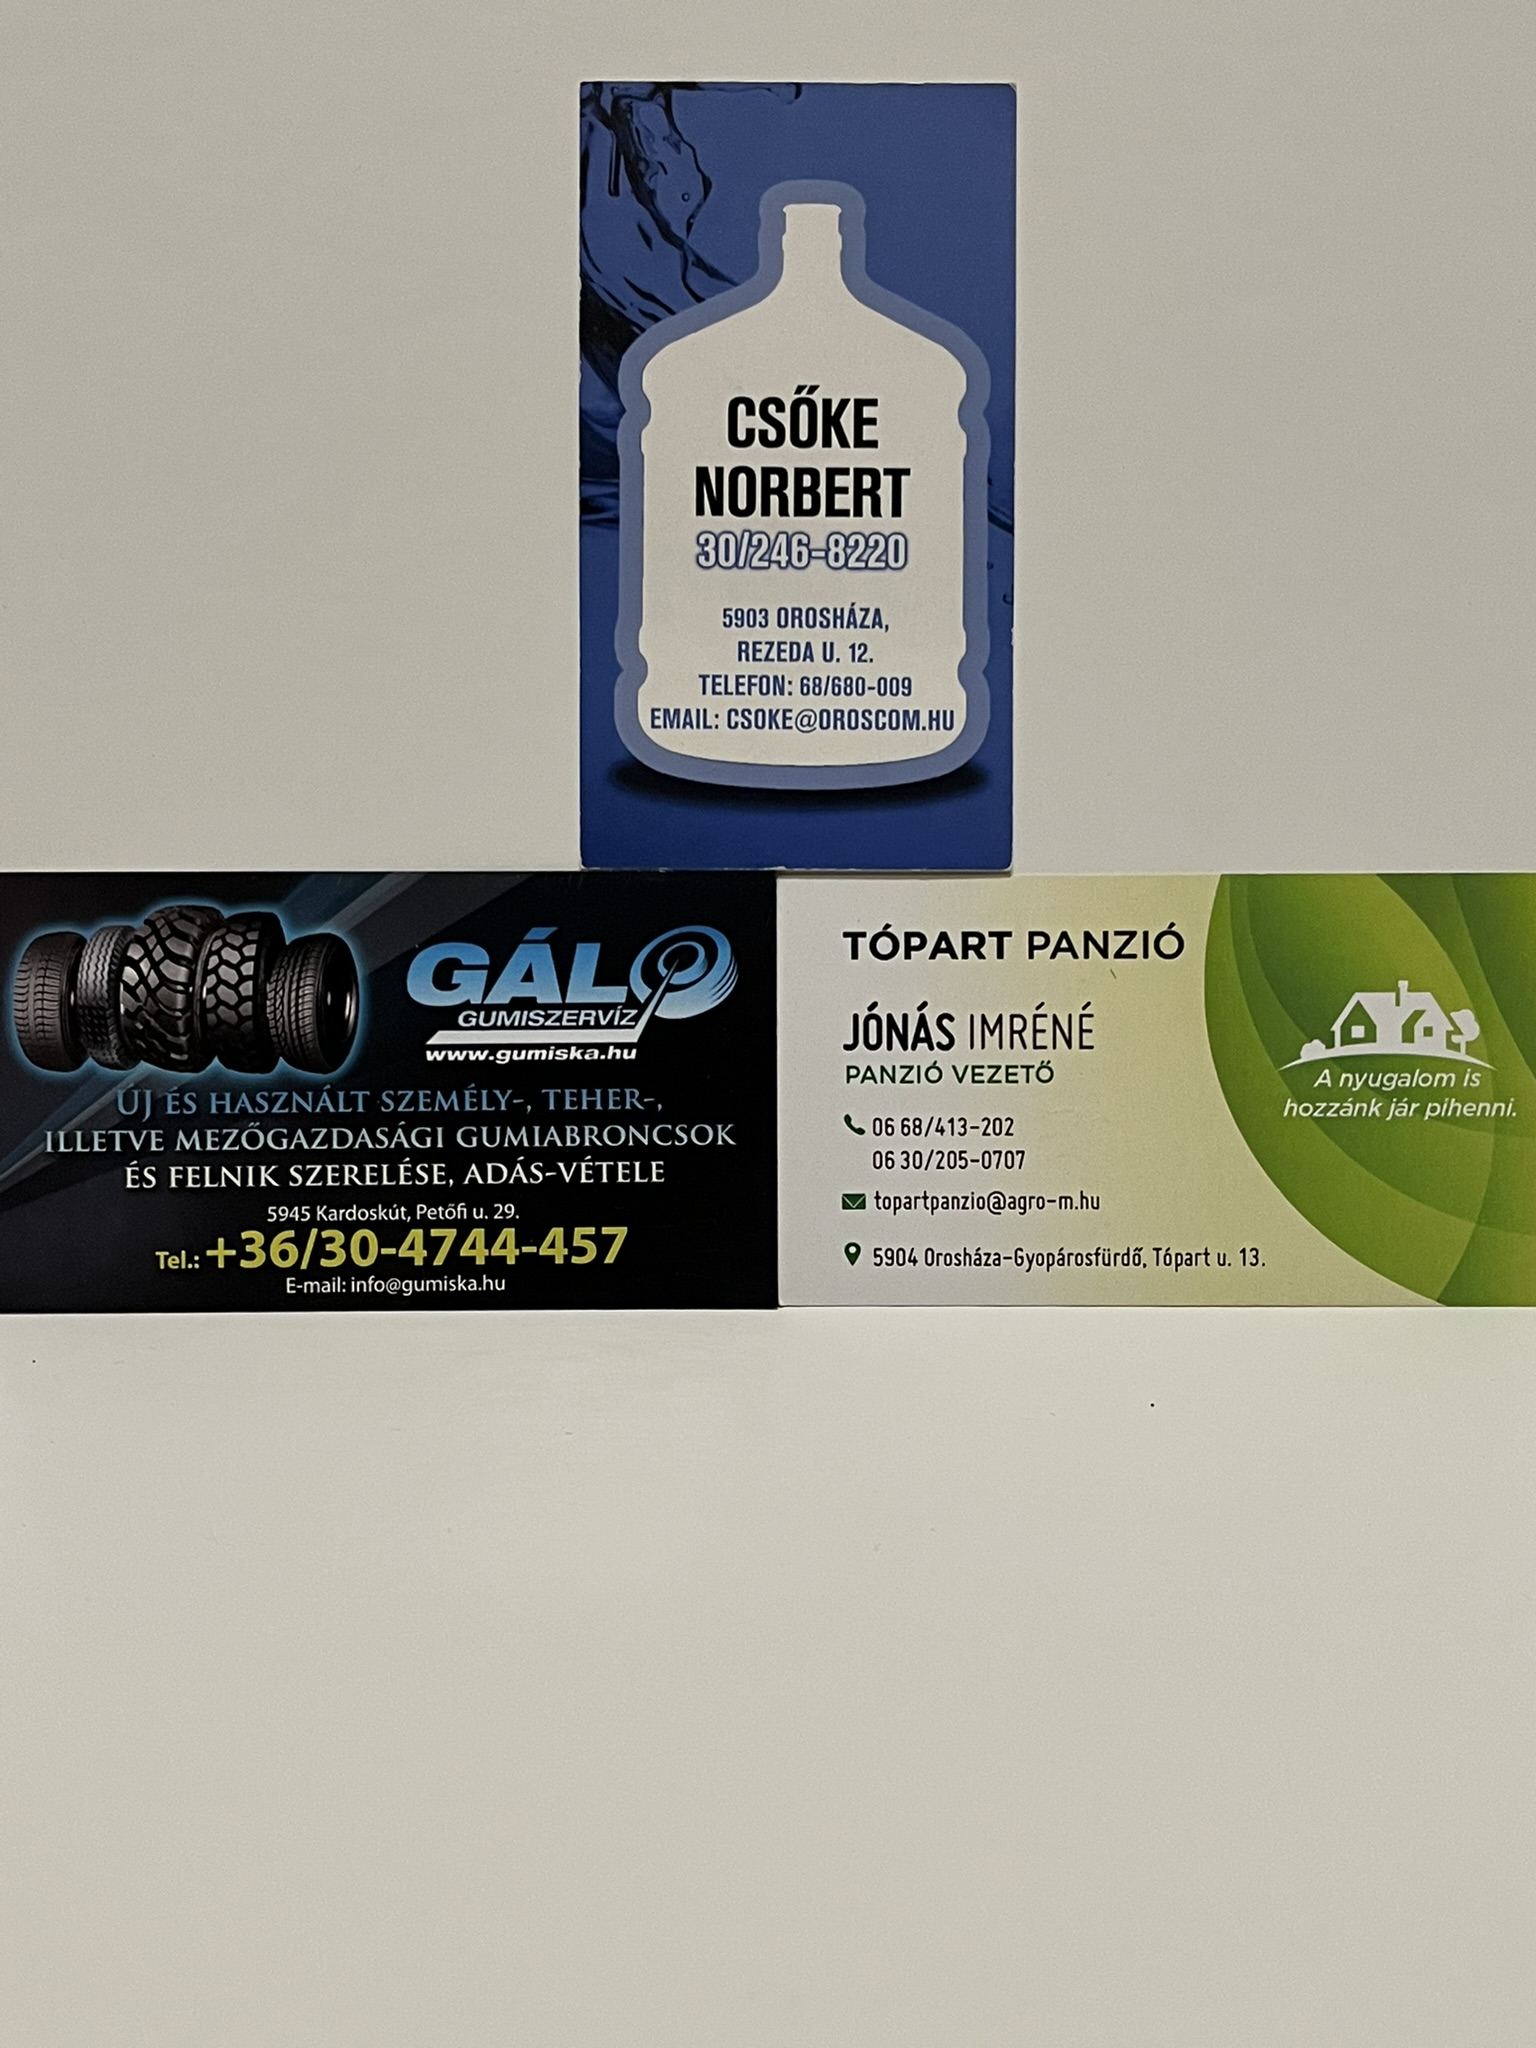 CSŐKE
NORBERT
30/246-8220
5903 OROSHÁZA,
REZEDA U. 12.
TELEFON: 68/680-009
EMAIL: CSOKE@OROSCOM.HU
GÁL
GUMISZERVÍZ
www.gumiska.hu
ÚJ ÉS HASZNÁLT SZEMÉLY-, TEHER-,
ILLETVE MEZŐGAZDASÁGI GUMIABRONCSOK
ÉS FELNIK SZERELÉSE, ADÁS-VÉTELE
5945 Kardoskút, Petőfi u. 29.
Tel.: +36/30-4744-457
E-mail: info@gumiska.hu
TÓPART PANZIÓ
JÓNÁS IMRÉNÉ
PANZIÓ VEZETŐ
06 68/413-202
06 30/205-0707
topartpanzio@agro-m.hu
5904 Orosháza-Gyopárosfürdő, Tópart u. 13.
A nyugalom is
hozzánk jár pihenni.